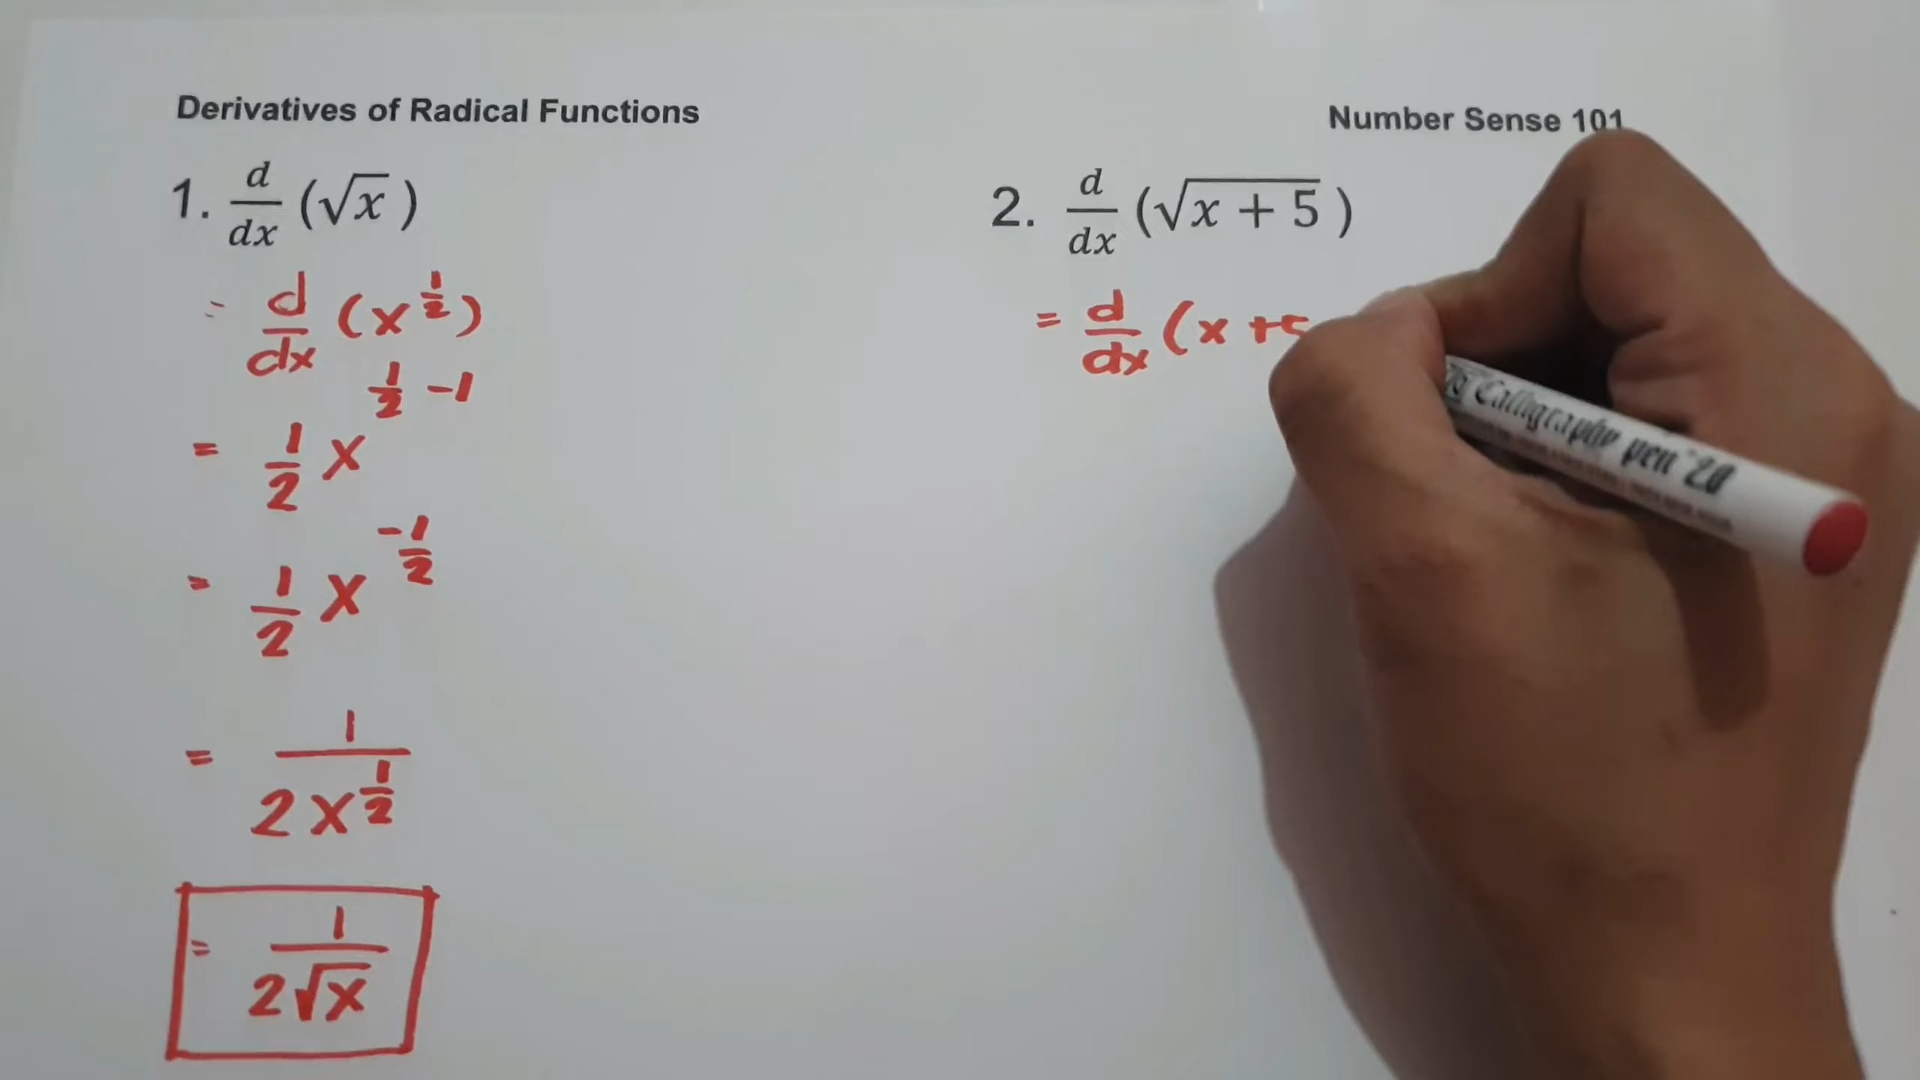 Derivatives of Radical Functions
Number Sense 101
1. d/dx (√x)
= d/dx (x^(1/2))
= 1/2 x^(1/2 - 1)
= 1/2 x^(-1/2)
= 1/(2x^(1/2))
= 1/(2√x)
2. d/dx (√(x + 5))
= d/dx (x + 5
Calligraphy pen 2.0